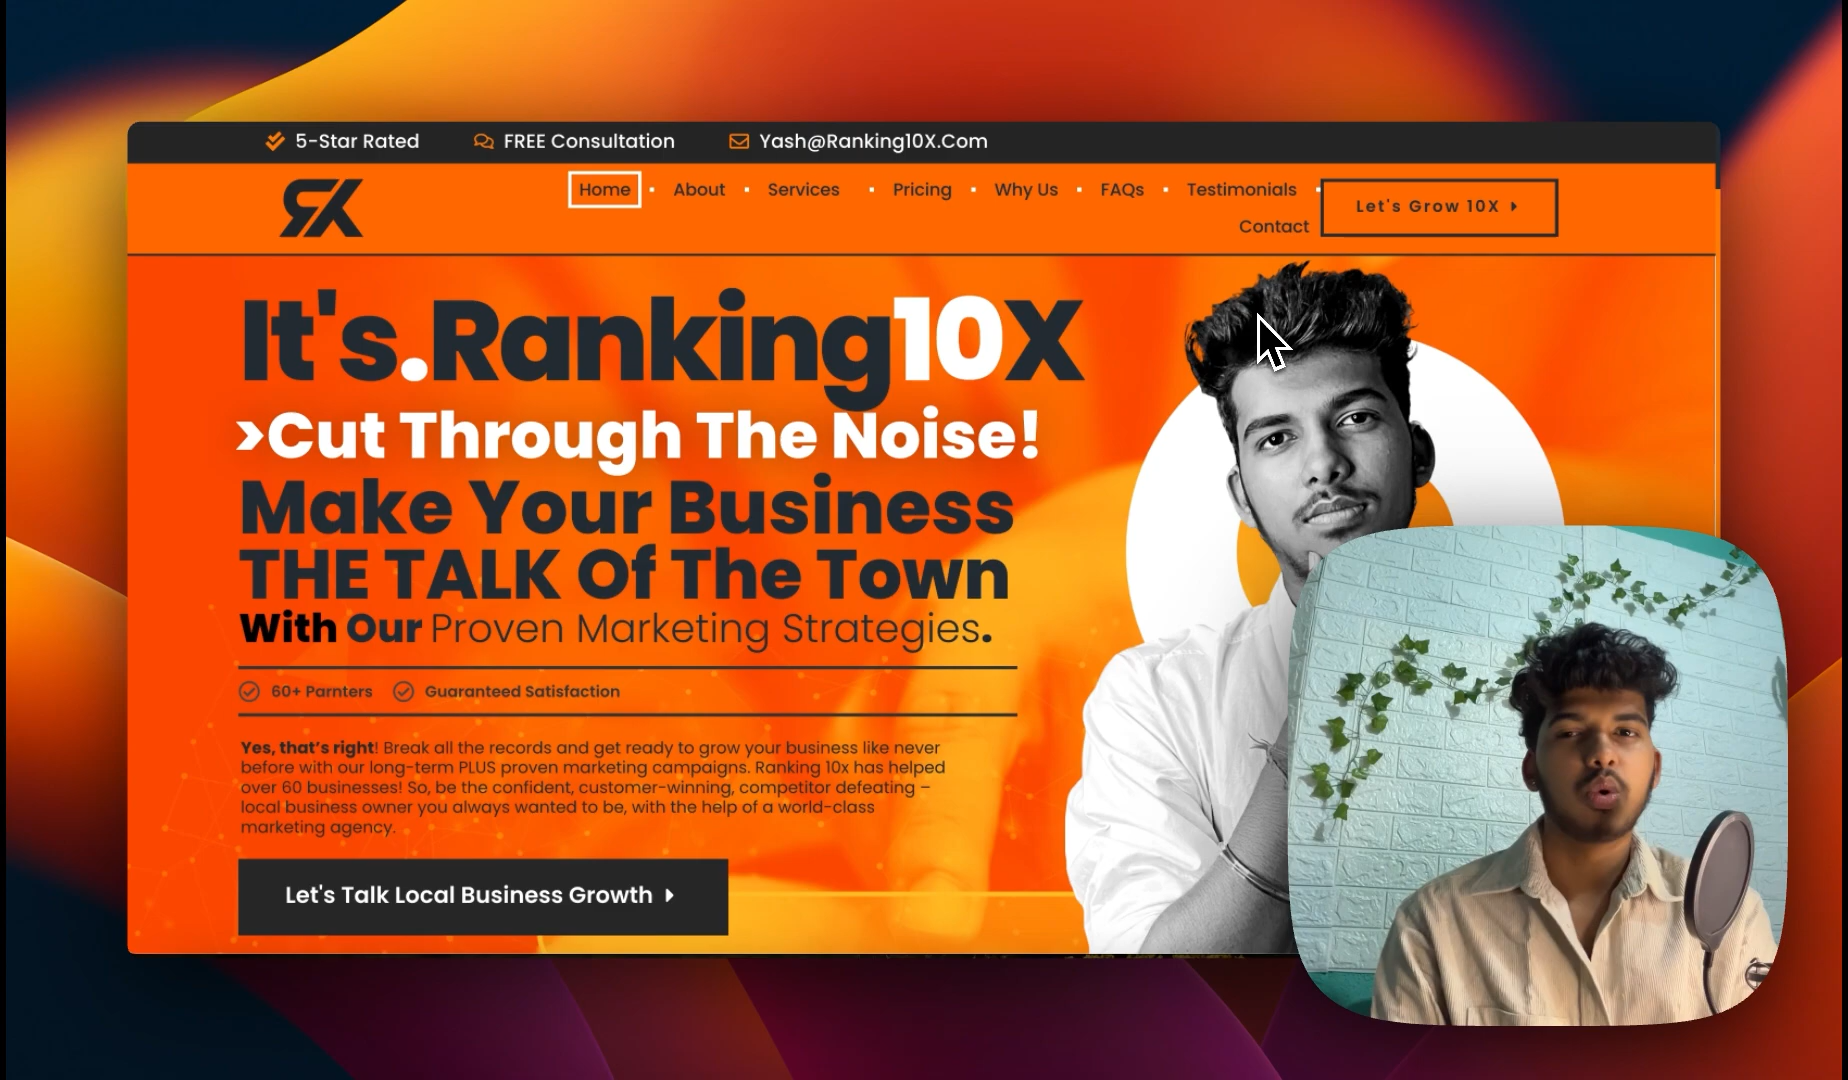 5-Star Rated FREE Consultation Yash@Ranking10X.Com
Home About Services Pricing Why Us FAQs Testimonials
Contact
Let's Grow 10X
RX
It's.Ranking10X
>Cut Through The Noise!
Make Your Business
THE TALK Of The Town
With Our Proven Marketing Strategies.
60+ Parnters Guaranteed Satisfaction
Yes, that's right! Break all the records and get ready to grow your business like never
before with our long-term PLUS proven marketing campaigns. Ranking 10x has helped
over 60 businesses! So, be the confident, customer-winning, competitor defeating –
local business owner you always wanted to be, with the help of a world-class
marketing agency.
Let's Talk Local Business Growth